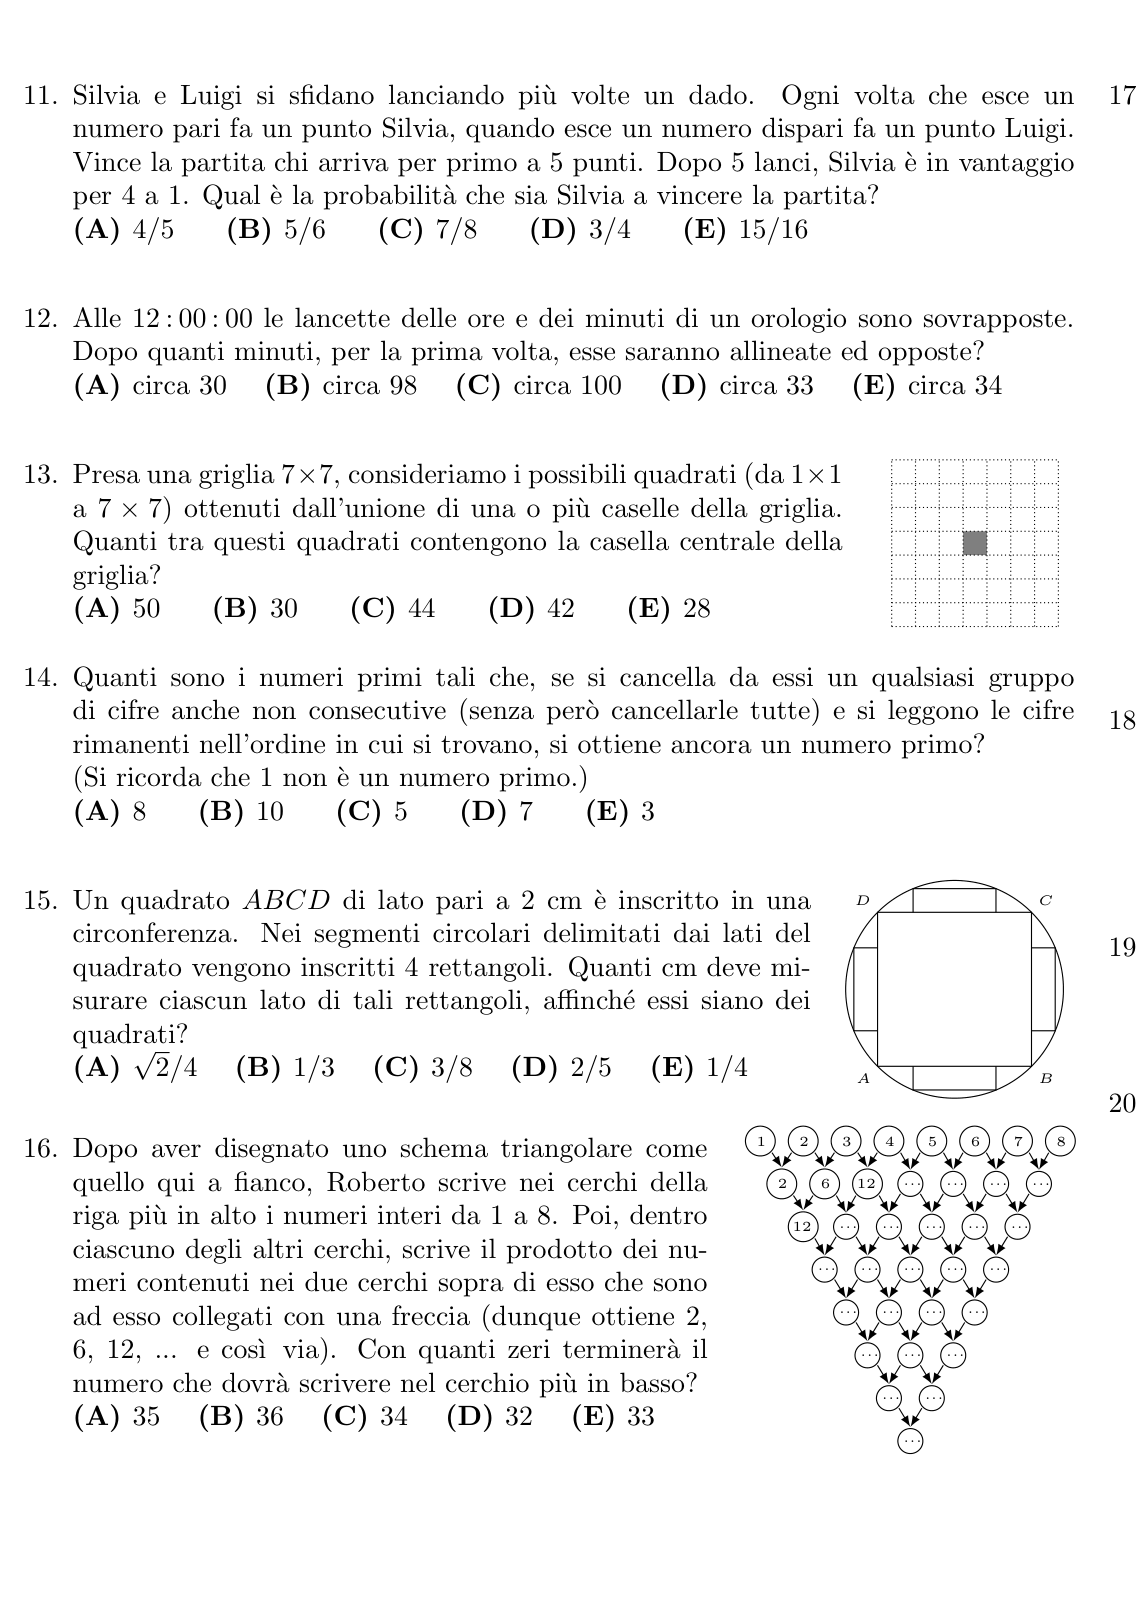 11. Silvia e Luigi si sfidano lanciando più volte un dado. Ogni volta che esce un
numero pari fa un punto Silvia, quando esce un numero dispari fa un punto Luigi.
Vince la partita chi arriva per primo a 5 punti. Dopo 5 lanci, Silvia è in vantaggio
per 4 a 1. Qual è la probabilità che sia Silvia a vincere la partita?
(A) 4/5 (B) 5/6 (C) 7/8 (D) 3/4 (E) 15/16
17
12. Alle 12 : 00 : 00 le lancette delle ore e dei minuti di un orologio sono sovrapposte.
Dopo quanti minuti, per la prima volta, esse saranno allineate ed opposte?
(A) circa 30 (B) circa 98 (C) circa 100 (D) circa 33 (E) circa 34
13. Presa una griglia 7×7, consideriamo i possibili quadrati (da 1×1
a 7 × 7) ottenuti dall'unione di una o più caselle della griglia.
Quanti tra questi quadrati contengono la casella centrale della
griglia?
(A) 50 (B) 30 (C) 44 (D) 42 (E) 28
14. Quanti sono i numeri primi tali che, se si cancella da essi un qualsiasi gruppo
di cifre anche non consecutive (senza però cancellarle tutte) e si leggono le cifre
rimanenti nell'ordine in cui si trovano, si ottiene ancora un numero primo?
(Si ricorda che 1 non è un numero primo.)
(A) 8 (B) 10 (C) 5 (D) 7 (E) 3
18
15. Un quadrato ABCD di lato pari a 2 cm è inscritto in una
circonferenza. Nei segmenti circolari delimitati dai lati del
quadrato vengono inscritti 4 rettangoli. Quanti cm deve mi-
surare ciascun lato di tali rettangoli, affinché essi siano dei
quadrati?
(A) √2/4 (B) 1/3 (C) 3/8 (D) 2/5 (E) 1/4
D C
A B
19
20
16. Dopo aver disegnato uno schema triangolare come
quello qui a fianco, Roberto scrive nei cerchi della
riga più in alto i numeri interi da 1 a 8. Poi, dentro
ciascuno degli altri cerchi, scrive il prodotto dei nu-
meri contenuti nei due cerchi sopra di esso che sono
ad esso collegati con una freccia (dunque ottiene 2,
6, 12, ... e così via). Con quanti zeri terminerà il
numero che dovrà scrivere nel cerchio più in basso?
(A) 35 (B) 36 (C) 34 (D) 32 (E) 33
1 2 3 4 5 6 7 8
2 6 12 ... ... ... ...
12 ... ... ... ... ...
... ... ... ... ...
... ... ... ...
... ... ...
... ...
...